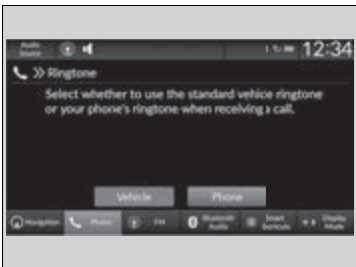 Audio
Source
12:34
Ringtone
Select whether to use the standard vehice ringtone
or your phone's ringtone when receiving a call.
Vehicle Phone
Navigation Phone FM Bluetooth Audio Smart Shortcuts Display Mode